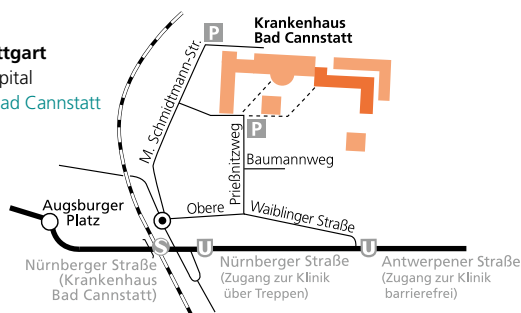 Krankenhaus
Bad Cannstatt
ttgart
pital
ad Cannstatt
P
M. Schmidtmann-Str.
P
Prießnitzweg
Baumannweg
Augsburger
Platz
Obere
Waiblinger Straße
S
U
U
Nürnberger Straße
(Krankenhaus
Bad Cannstatt)
Nürnberger Straße
(Zugang zur Klinik
über Treppen)
Antwerpener Straße
(Zugang zur Klinik
barrierefrei)